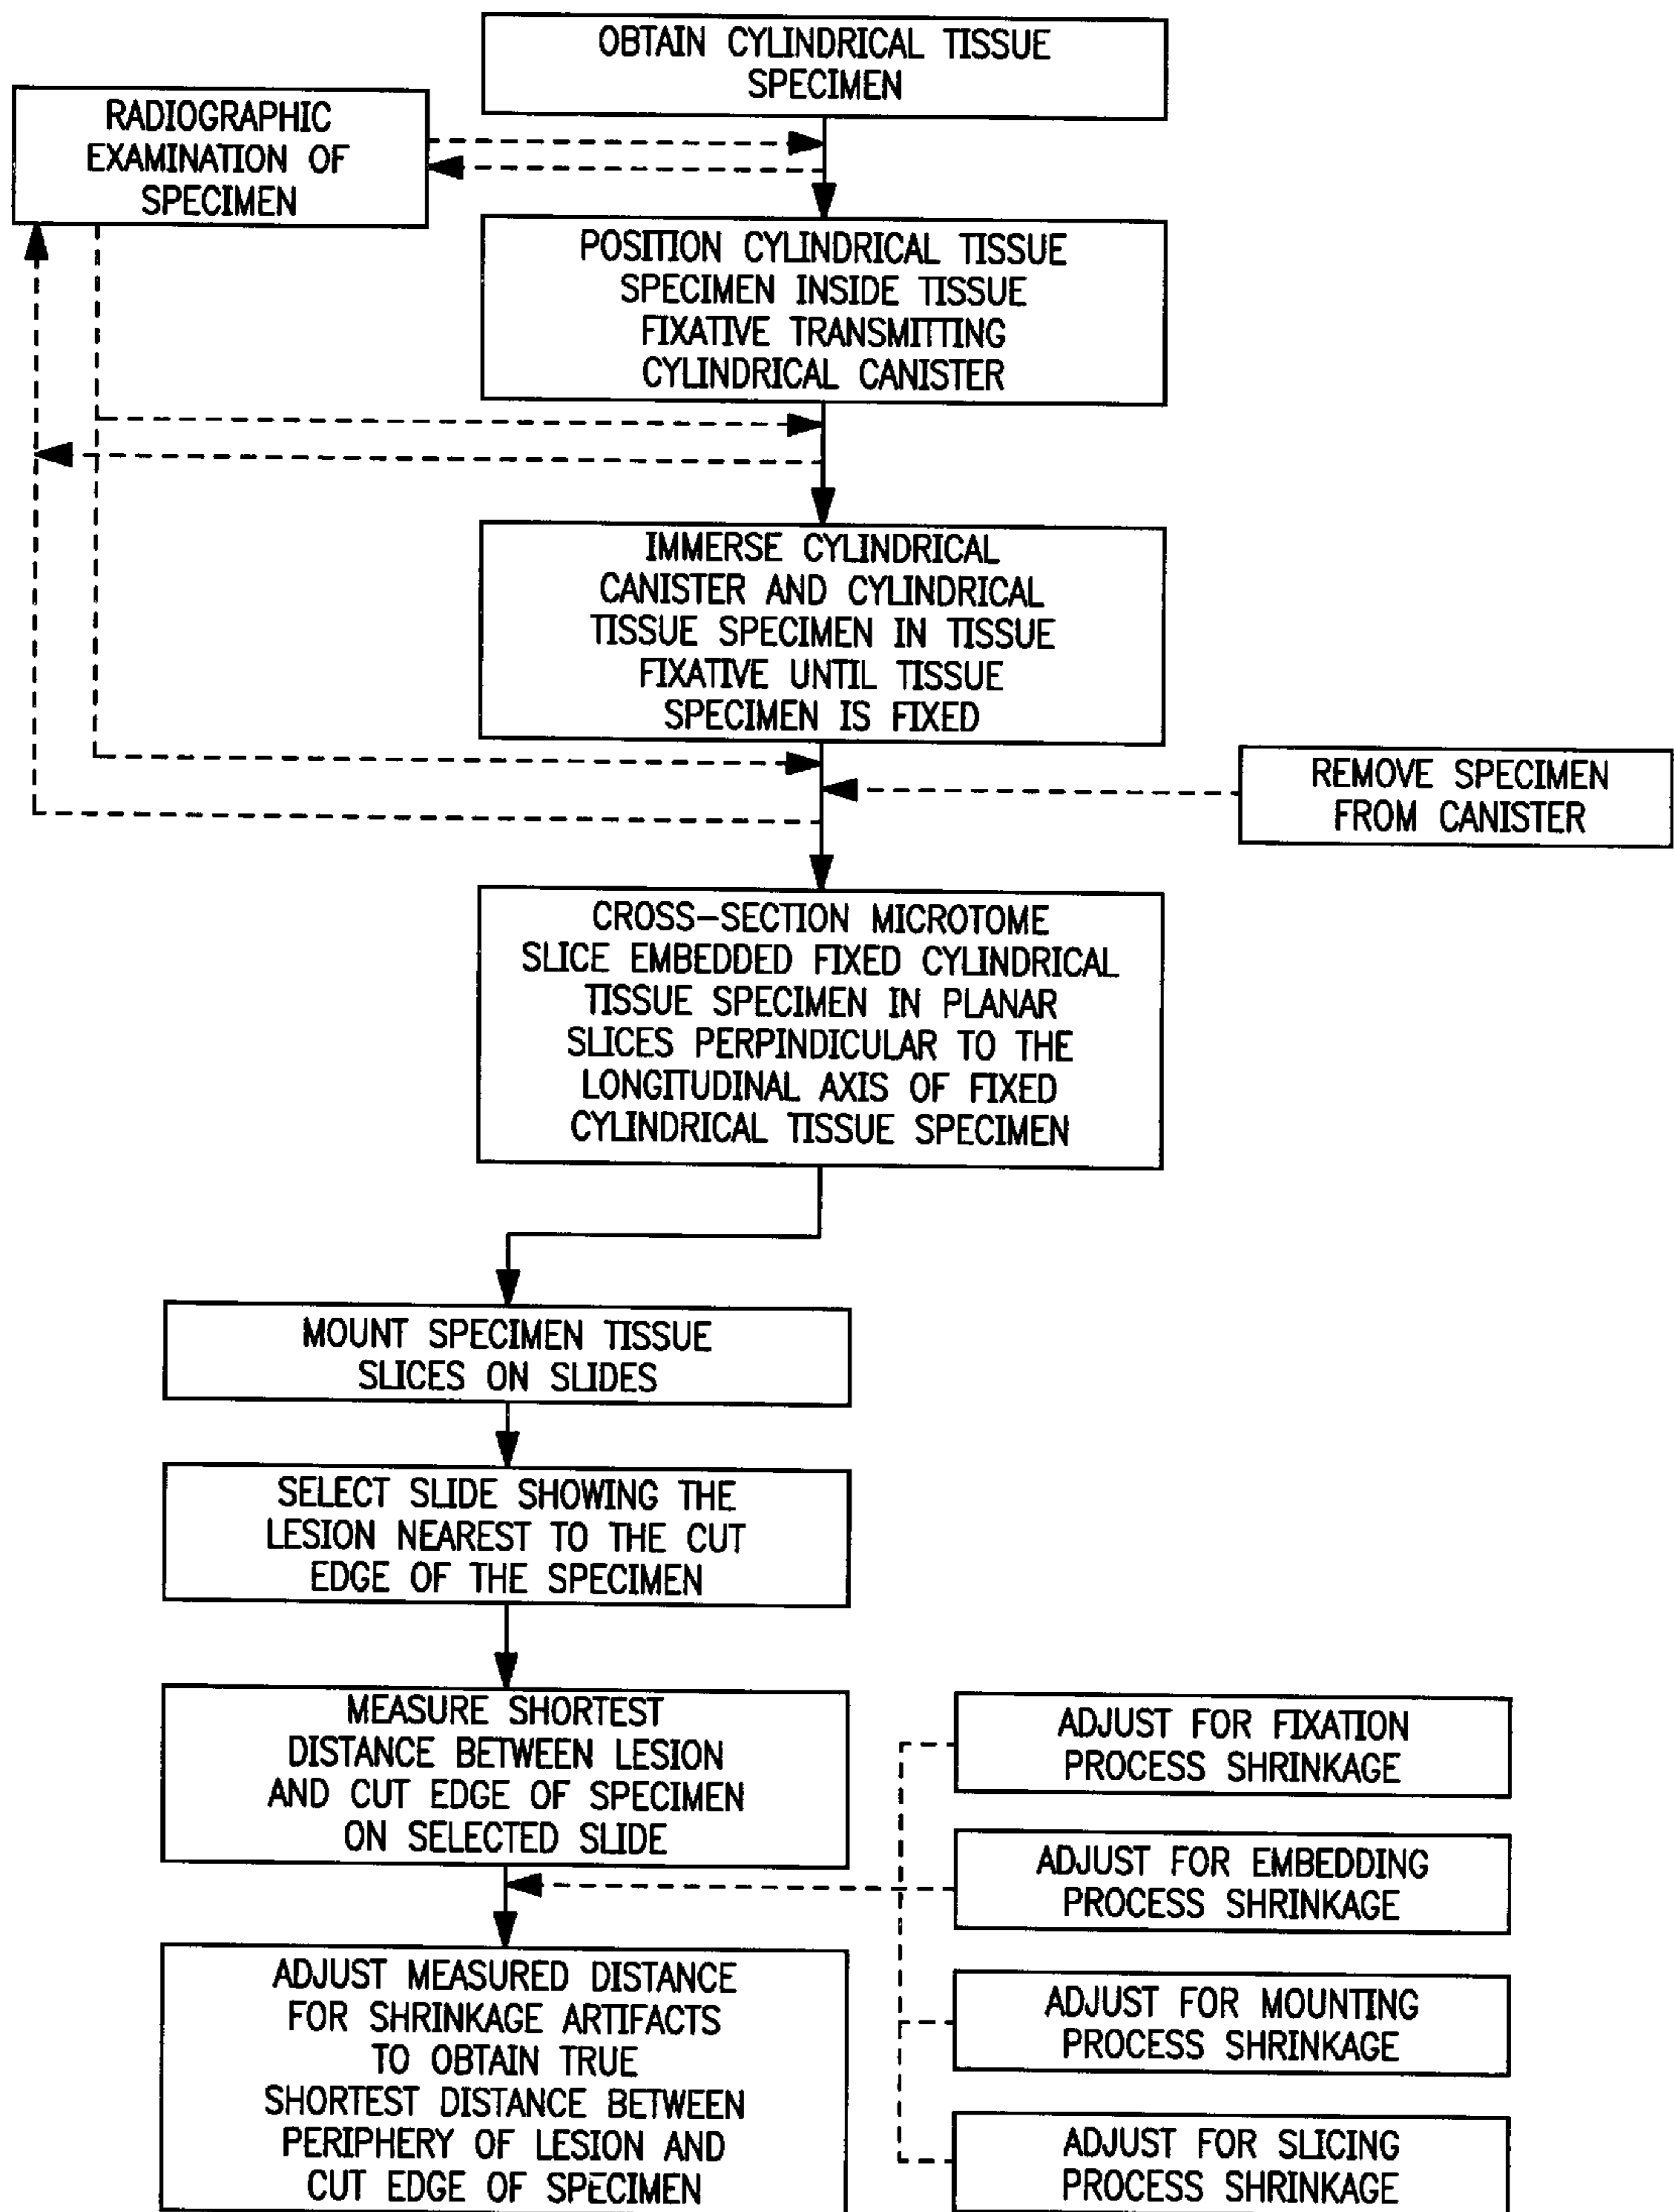 OBTAIN CYLINDRICAL TISSUE
SPECIMEN
RADIOGRAPHIC
EXAMINATION OF
SPECIMEN
POSITION CYLINDRICAL TISSUE
SPECIMEN INSIDE TISSUE
FIXATIVE TRANSMITTING
CYLINDRICAL CANISTER
IMMERSE CYLINDRICAL
CANISTER AND CYLINDRICAL
TISSUE SPECIMEN IN TISSUE
FIXATIVE UNTIL TISSUE
SPECIMEN IS FIXED
REMOVE SPECIMEN
FROM CANISTER
CROSS-SECTION MICROTOME
SLICE EMBEDDED FIXED CYLINDRICAL
TISSUE SPECIMEN IN PLANAR
SLICES PERPINDICULAR TO THE
LONGITUDINAL AXIS OF FIXED
CYLINDRICAL TISSUE SPECIMEN
MOUNT SPECIMEN TISSUE
SLICES ON SLIDES
SELECT SLIDE SHOWING THE
LESION NEAREST TO THE CUT
EDGE OF THE SPECIMEN
MEASURE SHORTEST
DISTANCE BETWEEN LESION
AND CUT EDGE OF SPECIMEN
ON SELECTED SLIDE
ADJUST FOR FIXATION
PROCESS SHRINKAGE
ADJUST FOR EMBEDDING
PROCESS SHRINKAGE
ADJUST FOR MOUNTING
PROCESS SHRINKAGE
ADJUST FOR SLICING
PROCESS SHRINKAGE
ADJUST MEASURED DISTANCE
FOR SHRINKAGE ARTIFACTS
TO OBTAIN TRUE
SHORTEST DISTANCE BETWEEN
PERIPHERY OF LESION AND
CUT EDGE OF SPECIMEN